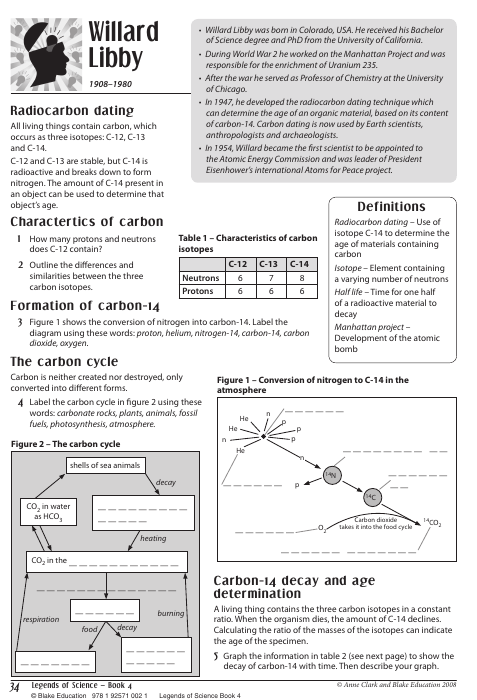 Willard
Libby
1908–1980
• Willard Libby was born in Colorado, USA. He received his Bachelor
of Science degree and PhD from the University of California.
• During World War 2 he worked on the Manhattan Project and was
responsible for the enrichment of Uranium 235.
• After the war he served as Professor of Chemistry at the University
of Chicago.
• In 1947, he developed the radiocarbon dating technique which
can determine the age of an organic material, based on its content
of carbon-14. Carbon dating is now used by Earth scientists,
anthropologists and archaeologists.
• In 1954, Willard became the first scientist to be appointed to
the Atomic Energy Commission and was leader of President
Eisenhower's international Atoms for Peace project.
Radiocarbon dating
All living things contain carbon, which
occurs as three isotopes: C-12, C-13
and C-14.
C-12 and C-13 are stable, but C-14 is
radioactive and breaks down to form
nitrogen. The amount of C-14 present in
an object can be used to determine that
object's age.
Charactertics of carbon
1 How many protons and neutrons
does C-12 contain?
2 Outline the differences and
similarities between the three
carbon isotopes.
Table 1 – Characteristics of carbon
isotopes
C-12 C-13 C-14
Neutrons 6 7 8
Protons 6 6 6
Definitions
Radiocarbon dating – Use of
isotope C-14 to determine the
age of materials containing
carbon
Isotope – Element containing
a varying number of neutrons
Half life – Time for one half
of a radioactive material to
decay
Manhattan project –
Development of the atomic
bomb
Formation of carbon-14
3 Figure 1 shows the conversion of nitrogen into carbon-14. Label the
diagram using these words: proton, helium, nitrogen-14, carbon-14, carbon
dioxide, oxygen.
The carbon cycle
Carbon is neither created nor destroyed, only
converted into different forms.
4 Label the carbon cycle in figure 2 using these
words: carbonate rocks, plants, animals, fossil
fuels, photosynthesis, atmosphere.
Figure 2 – The carbon cycle
shells of sea animals
decay
CO2 in water
as HCO3
heating
CO2 in the
respiration
burning
food
decay
Figure 1 – Conversion of nitrogen to C-14 in the
atmosphere
n
He
p
He
p
n
p
He
n
14N
p
14C
Carbon dioxide
takes it into the food cycle
O2
14CO2
Carbon-14 decay and age
determination
A living thing contains the three carbon isotopes in a constant
ratio. When the organism dies, the amount of C-14 declines.
Calculating the ratio of the masses of the isotopes can indicate
the age of the specimen.
5 Graph the information in table 2 (see next page) to show the
decay of carbon-14 with time. Then describe your graph.
34 Legends of Science — Book 4
© Anne Clark and Blake Education 2008
© Blake Education 978 1 92571 002 1 Legends of Science Book 4